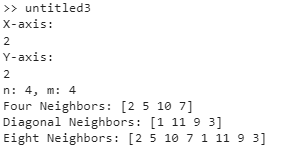 >> untitled3
X-axis:
2
Y-axis:
2
n: 4, m: 4
Four Neighbors: [2 5 10 7]
Diagonal Neighbors: [1 11 9 3]
Eight Neighbors: [2 5 10 7 1 11 9 3]